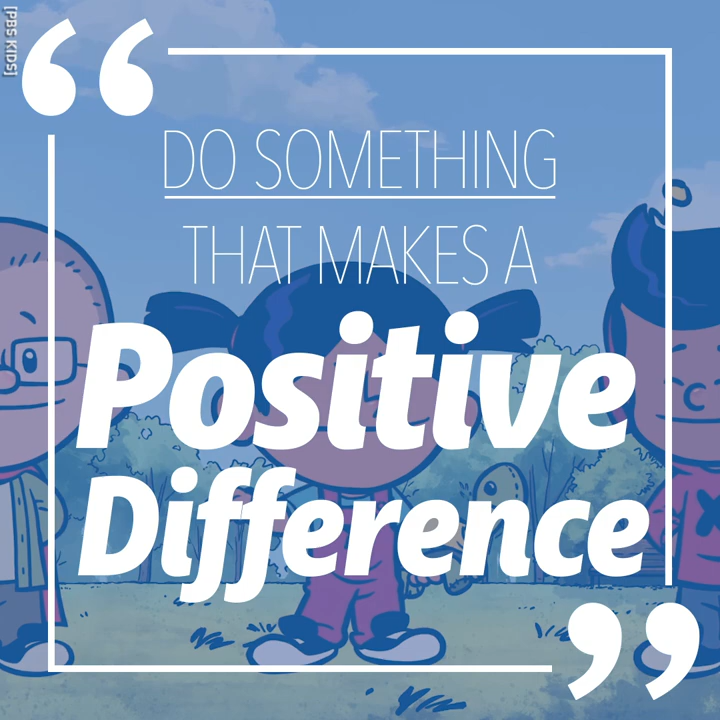 [PBS KIDS]
“
DO SOMETHING
THAT MAKES A
Positive
Difference
”